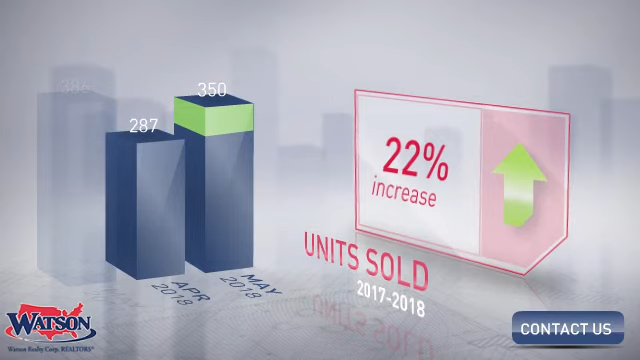 287
350
22%
increase
APR
2018
MAY
2018
UNITS SOLD
2017-2018
WATSON
Watson Realty Corp. REALTORS®
CONTACT US